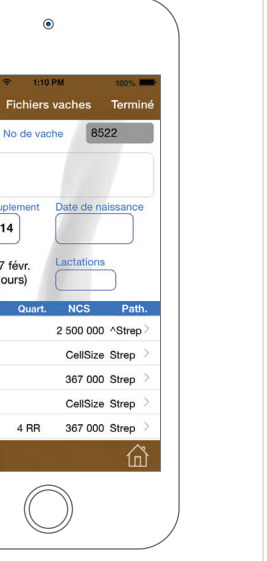 1:10 PM 100%
Fichiers vaches Terminé
No de vache 8522
uplement Date de naissance
14
7 févr. Lactations
ours)
Quart. NCS Path.
2 500 000 ^Strep
CellSize Strep
367 000 Strep
CellSize Strep
4 RR 367 000 Strep